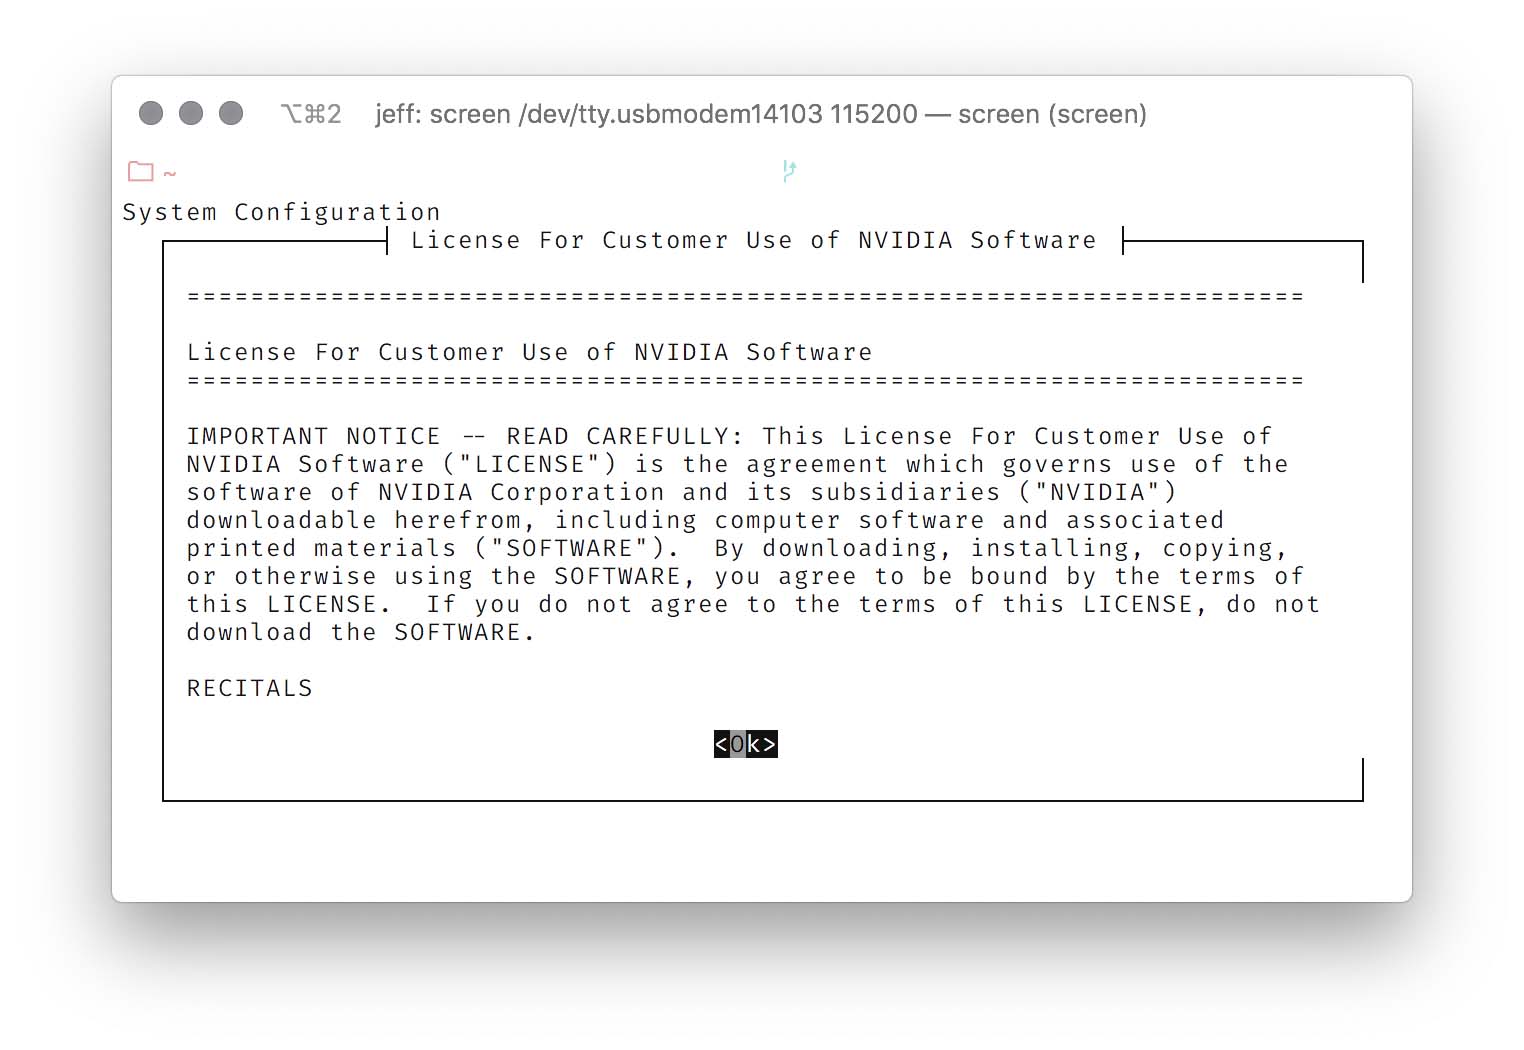 ⌥⌘2 jeff: screen /dev/tty.usbmodem14103 115200 — screen (screen)
~
System Configuration
License For Customer Use of NVIDIA Software
======================================================================
License For Customer Use of NVIDIA Software
======================================================================
IMPORTANT NOTICE -- READ CAREFULLY: This License For Customer Use of
NVIDIA Software ("LICENSE") is the agreement which governs use of the
software of NVIDIA Corporation and its subsidiaries ("NVIDIA")
downloadable herefrom, including computer software and associated
printed materials ("SOFTWARE").  By downloading, installing, copying,
or otherwise using the SOFTWARE, you agree to be bound by the terms of
this LICENSE.  If you do not agree to the terms of this LICENSE, do not
download the SOFTWARE.
RECITALS
<Ok>